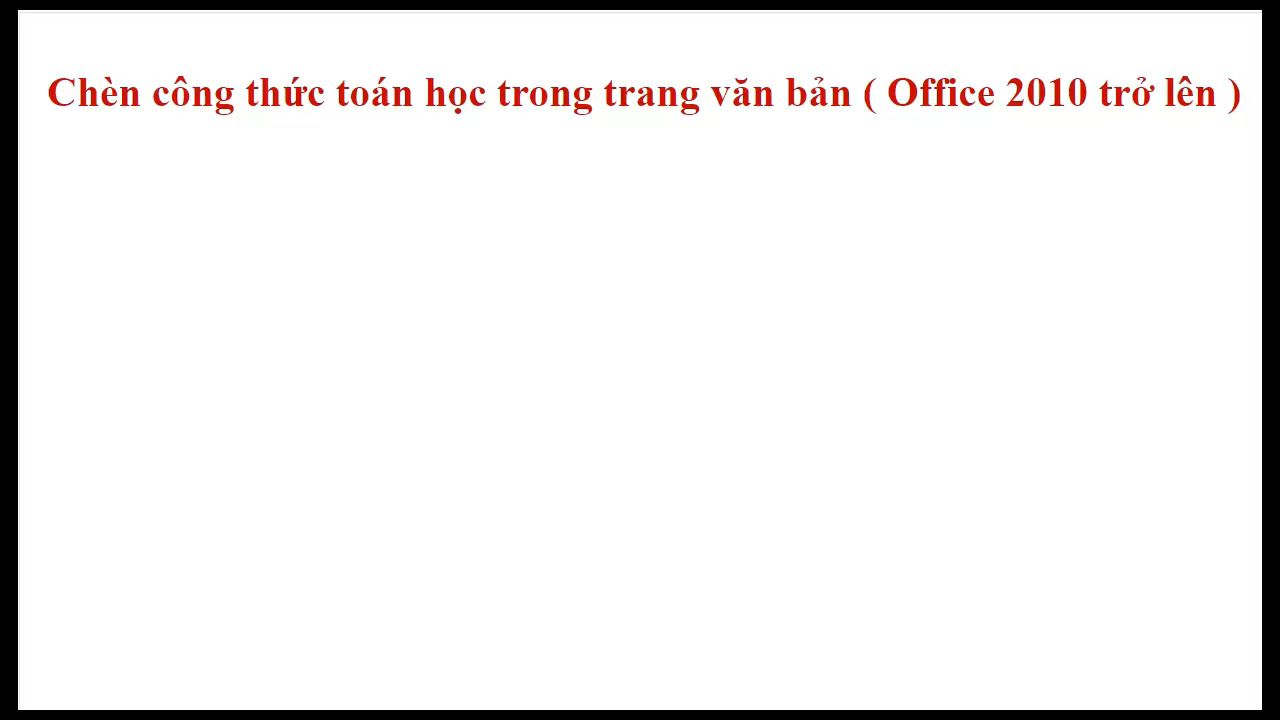 Chèn công thức toán học trong trang văn bản ( Office 2010 trở lên )